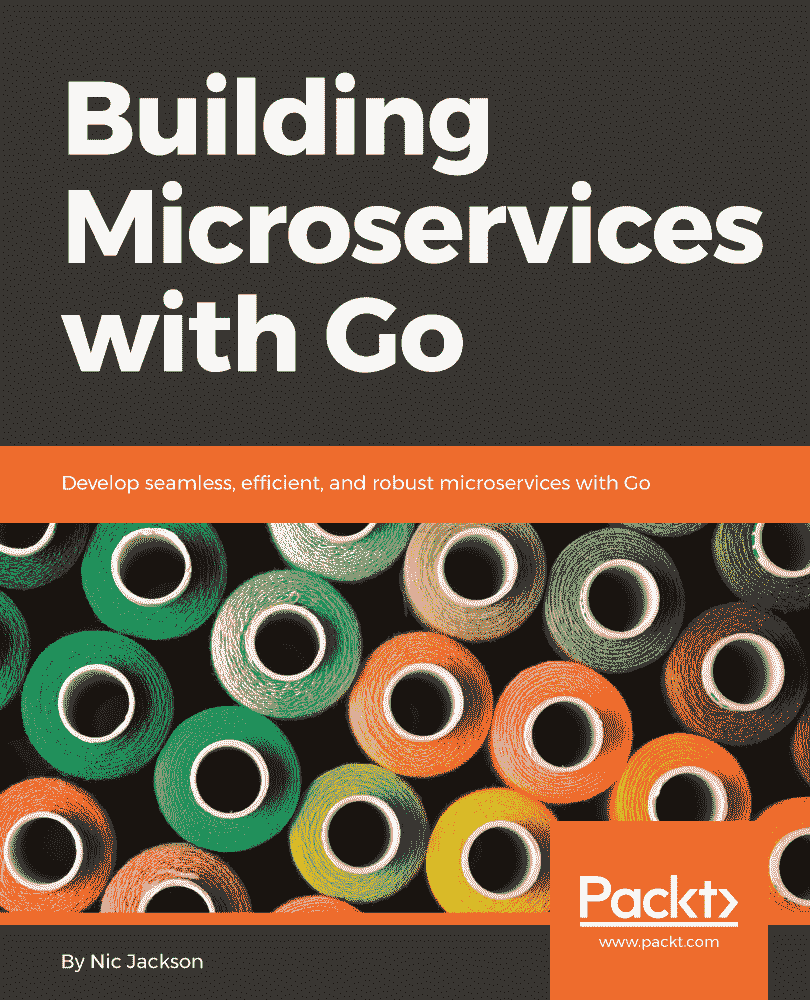 Building
Microservices
with Go
Develop seamless, efficient, and robust microservices with Go
Packt>
www.packt.com
By Nic Jackson